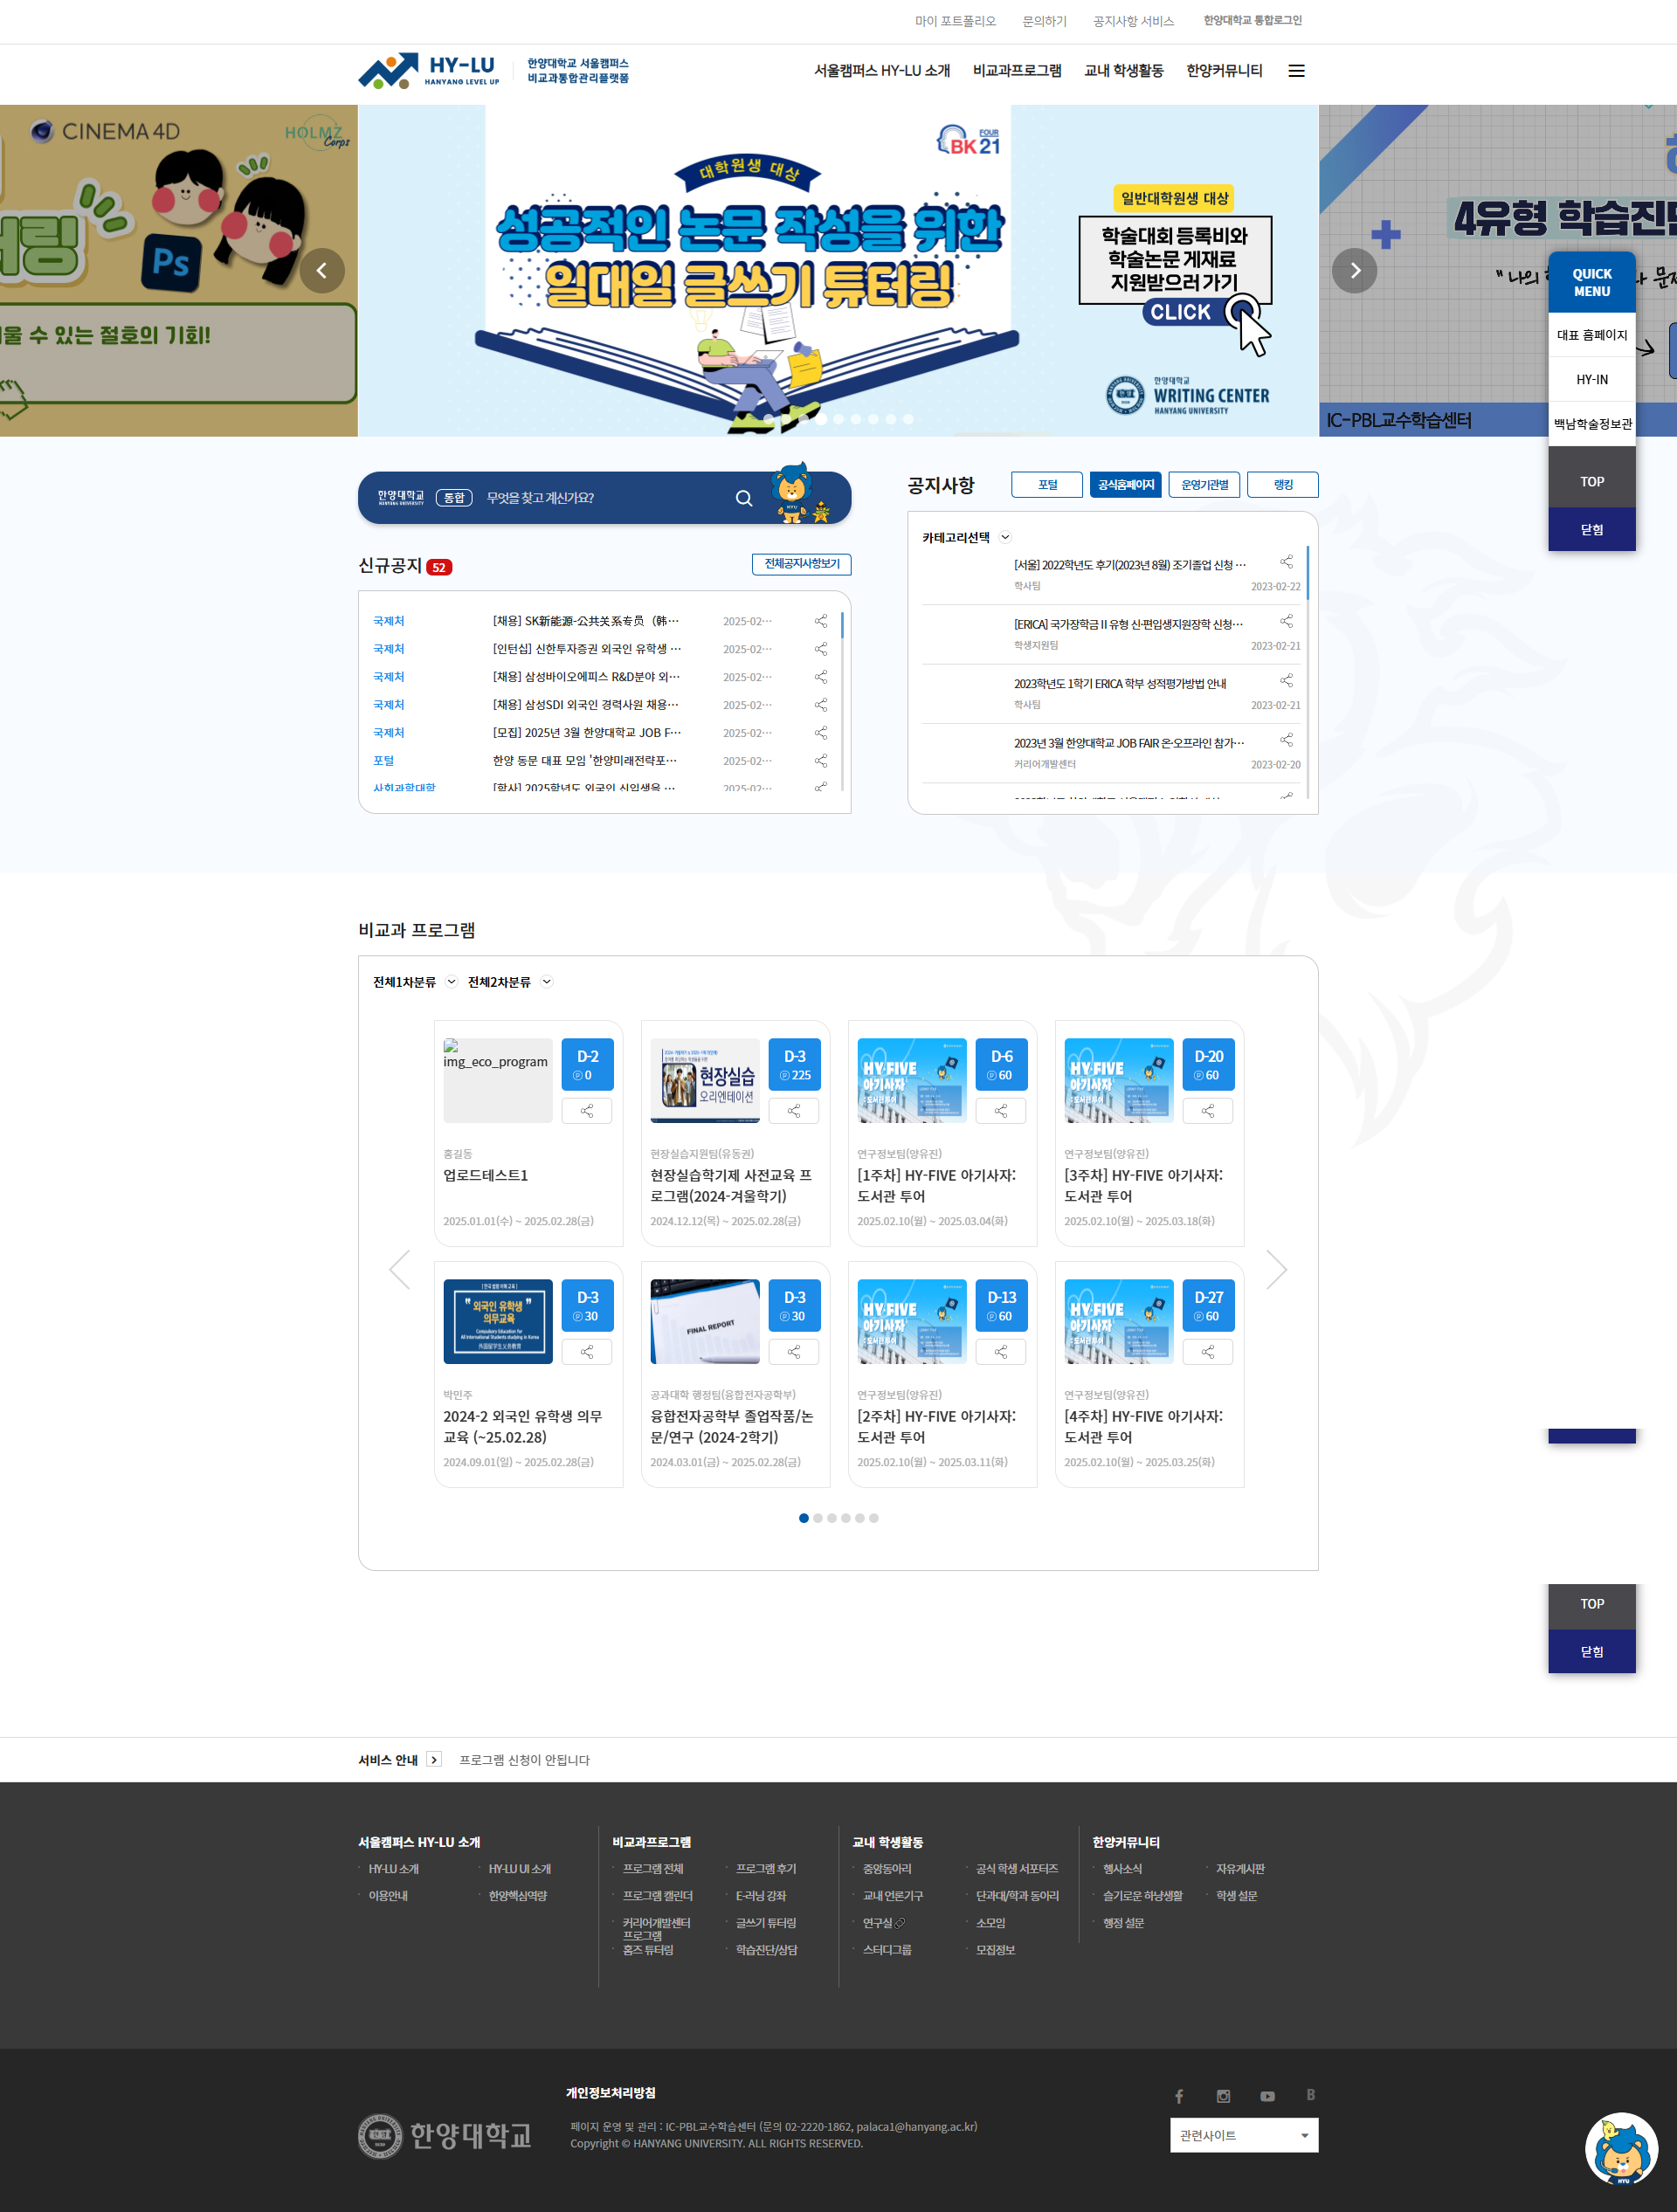 마이 포트폴리오 문의하기 공지사항 서비스 한양대학교 통합로그인
HY-LU
HANYANG LEVEL UP
한양대학교 서울캠퍼스
비교과통합관리플랫폼
서울캠퍼스 HY-LU 소개 비교과프로그램 교내 학생활동 한양커뮤니티
CINEMA 4D
HOLMZ
Corps
Ps
울 수 있는 절호의 기회!
FOUR
BK 21
대학원생 대상
성공적인 논문 작성을 위한
일대일 글쓰기 튜터링
일반대학원생 대상
학술대회 등록비와
학술논문 게재료
지원받으러 가기
CLICK
한양대학교
WRITING CENTER
HANYANG UNIVERSITY
4유형 학습진단
IC-PBL교수학습센터
QUICK
MENU
대표 홈페이지
HY-IN
백남학술정보관
TOP
닫힘
한양대학교
HANYANG UNIVERSITY
통합
무엇을 찾고 계신가요?
신규공지 52
전체공지사항보기
국제처 [채용] SK新能源-公共关系专员（韩… 2025-02…
국제처 [인턴십] 신한투자증권 외국인 유학생 … 2025-02…
국제처 [채용] 삼성바이오에피스 R&D분야 외… 2025-02…
국제처 [채용] 삼성SDI 외국인 경력사원 채용… 2025-02…
국제처 [모집] 2025년 3월 한양대학교 JOB F… 2025-02…
포털 한양 동문 대표 모임 '한양미래전략포… 2025-02…
사회과학대학 [학사] 2025학년도 외국인 신입생을 … 2025-02…
공지사항
포털 공식홈페이지 운영기관별 랭킹
카테고리선택
[서울] 2022학년도 후기(2023년 8월) 조기졸업 신청 …
학사팀 2023-02-22
[ERICA] 국가장학금 II 유형 신·편입생지원장학 신청…
학생지원팀 2023-02-21
2023학년도 1학기 ERICA 학부 성적평가방법 안내
학사팀 2023-02-21
2023년 3월 한양대학교 JOB FAIR 온·오프라인 참가…
커리어개발센터 2023-02-20
비교과 프로그램
전체1차분류 전체2차분류
img_eco_program
D-2
ⓟ 0
홍길동
업로드테스트1
2025.01.01(수) ~ 2025.02.28(금)
현장실습
오리엔테이션
D-3
ⓟ 225
현장실습지원팀(유동권)
현장실습학기제 사전교육 프
로그램(2024-겨울학기)
2024.12.12(목) ~ 2025.02.28(금)
HY-FIVE
아기사자
:도서관 투어
D-6
ⓟ 60
연구정보팀(양유진)
[1주차] HY-FIVE 아기사자:
도서관 투어
2025.02.10(월) ~ 2025.03.04(화)
HY-FIVE
아기사자
:도서관 투어
D-20
ⓟ 60
연구정보팀(양유진)
[3주차] HY-FIVE 아기사자:
도서관 투어
2025.02.10(월) ~ 2025.03.18(화)
외국인 유학생
의무교육
Compulsory Education for
All International Students studying in Korea
外国留学生义务教育
D-3
ⓟ 30
박민주
2024-2 외국인 유학생 의무
교육 (~25.02.28)
2024.09.01(일) ~ 2025.02.28(금)
FINAL REPORT
D-3
ⓟ 30
공과대학 행정팀(융합전자공학부)
융합전자공학부 졸업작품/논
문/연구 (2024-2학기)
2024.03.01(금) ~ 2025.02.28(금)
HY-FIVE
아기사자
:도서관 투어
D-13
ⓟ 60
연구정보팀(양유진)
[2주차] HY-FIVE 아기사자:
도서관 투어
2025.02.10(월) ~ 2025.03.11(화)
HY-FIVE
아기사자
:도서관 투어
D-27
ⓟ 60
연구정보팀(양유진)
[4주차] HY-FIVE 아기사자:
도서관 투어
2025.02.10(월) ~ 2025.03.25(화)
TOP
닫힘
서비스 안내 프로그램 신청이 안됩니다
서울캠퍼스 HY-LU 소개
HY-LU 소개 HY-LU UI 소개
이용안내 한양핵심역량
비교과프로그램
프로그램 전체 프로그램 후기
프로그램 캘린더 E-러닝 강좌
커리어개발센터 프로그램 글쓰기 튜터링
홈즈 튜터링 학습진단/상담
교내 학생활동
중앙동아리 공식 학생 서포터즈
교내 언론기구 단과대/학과 동아리
연구실 소모임
스터디그룹 모집정보
한양커뮤니티
행사소식 자유게시판
슬기로운 하냥생활 학생 설문
행정 설문
한양대학교
개인정보처리방침
페이지 운영 및 관리 : IC-PBL교수학습센터 (문의 02-2220-1862, palaca1@hanyang.ac.kr)
Copyright © HANYANG UNIVERSITY. ALL RIGHTS RESERVED.
B
관련사이트
HYU